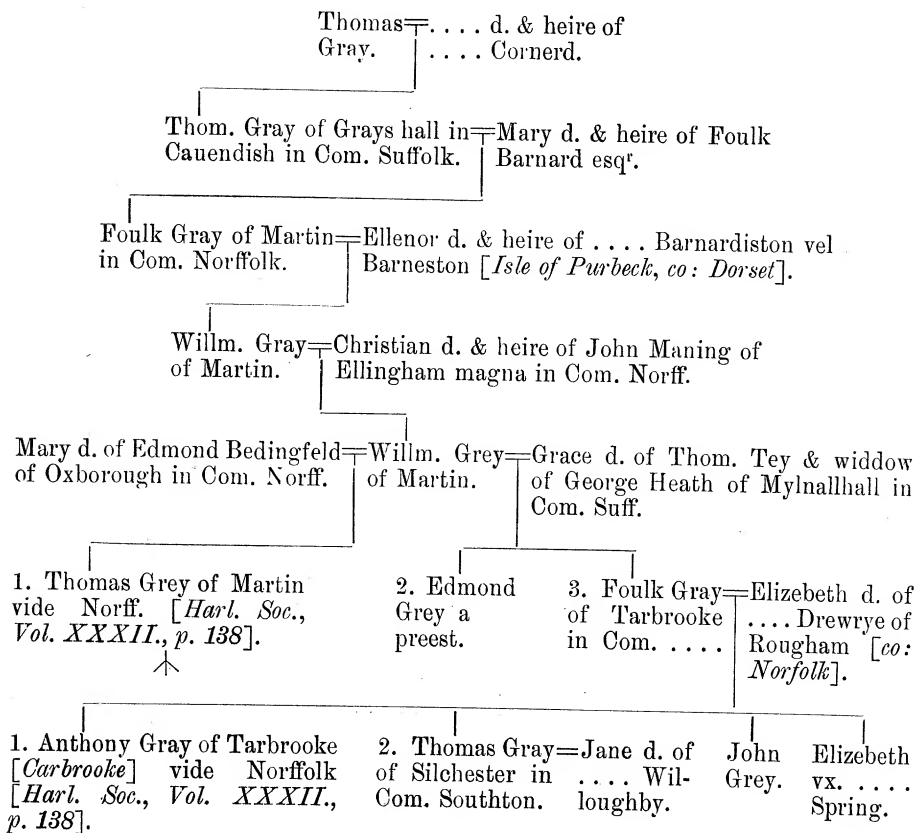 Thomas=. . . . d. & heire of
Gray. . . . . Cornerd.
Thom. Gray of Grays hall in=Mary d. & heire of Foulk
Cauendish in Com. Suffolk. Barnard esqʳ.
Foulk Gray of Martin=Ellenor d. & heire of . . . . Barnardiston vel
in Com. Norffolk. Barneston [Isle of Purbeck, co: Dorset].
Willm. Gray=Christian d. & heire of John Maning of
of Martin. Ellingham magna in Com. Norff.
Mary d. of Edmond Bedingfeld=Willm. Grey=Grace d. of Thom. Tey & widdow
of Oxborough in Com. Norff. of Martin. of George Heath of Mylnallhall in
Com. Suff.
1. Thomas Grey of Martin
vide Norff. [Harl. Soc.,
Vol. XXXII., p. 138].
2. Edmond
Grey a
preest.
3. Foulk Gray=Elizebeth d. of
of Tarbrooke . . . . Drewrye of
in Com. . . . . . Rougham [co:
Norfolk].
1. Anthony Gray of Tarbrooke
[Carbrooke] vide Norffolk
[Harl. Soc., Vol. XXXII.,
p. 138].
2. Thomas Gray=Jane d. of
of Silchester in . . . . Wil-
Com. Southton. loughby.
John
Grey.
Elizebeth
vx. . . . .
Spring.